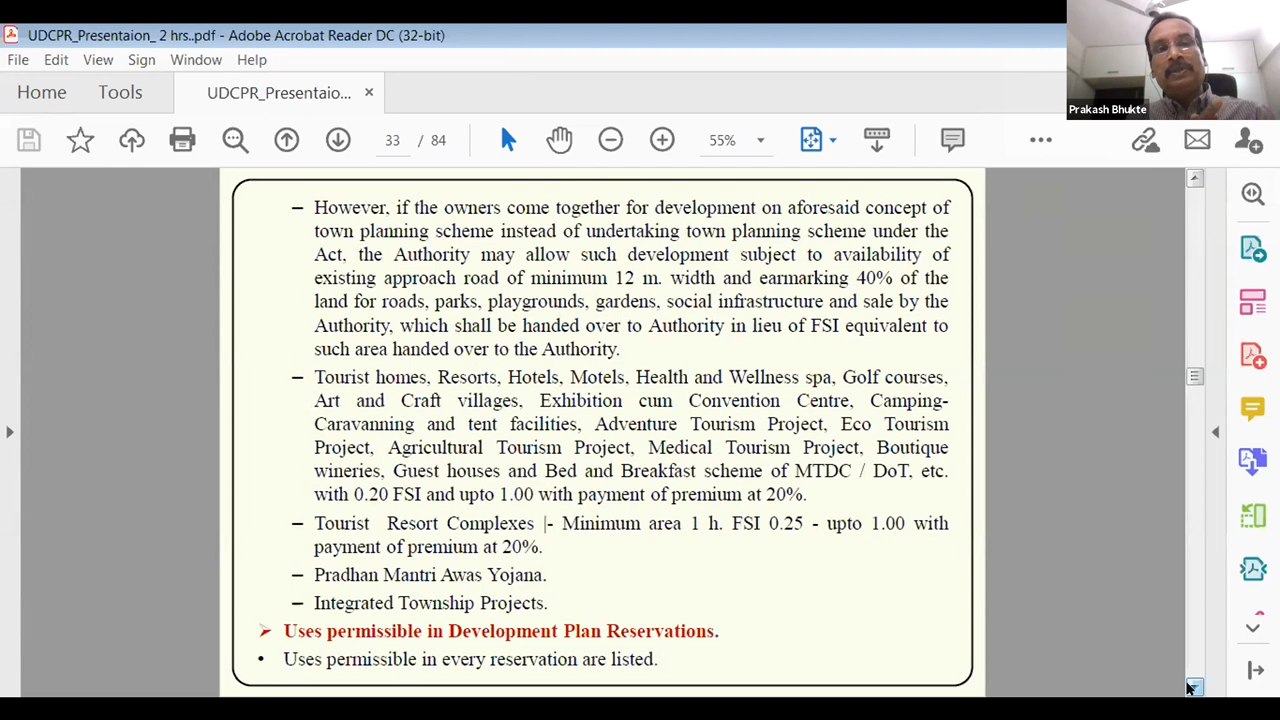 UDCPR_Presentaion_ 2 hrs..pdf - Adobe Acrobat Reader DC (32-bit)
File Edit View Sign Window Help
Home Tools UDCPR_Presentaio... ×
33 / 84 55%
Prakash Bhukte
– However, if the owners come together for development on aforesaid concept of
town planning scheme instead of undertaking town planning scheme under the
Act, the Authority may allow such development subject to availability of
existing approach road of minimum 12 m. width and earmarking 40% of the
land for roads, parks, playgrounds, gardens, social infrastructure and sale by the
Authority, which shall be handed over to Authority in lieu of FSI equivalent to
such area handed over to the Authority.
– Tourist homes, Resorts, Hotels, Motels, Health and Wellness spa, Golf courses,
Art and Craft villages, Exhibition cum Convention Centre, Camping-
Caravanning and tent facilities, Adventure Tourism Project, Eco Tourism
Project, Agricultural Tourism Project, Medical Tourism Project, Boutique
wineries, Guest houses and Bed and Breakfast scheme of MTDC / DoT, etc.
with 0.20 FSI and upto 1.00 with payment of premium at 20%.
– Tourist Resort Complexes |- Minimum area 1 h. FSI 0.25 - upto 1.00 with
payment of premium at 20%.
– Pradhan Mantri Awas Yojana.
– Integrated Township Projects.
➢ Uses permissible in Development Plan Reservations.
• Uses permissible in every reservation are listed.